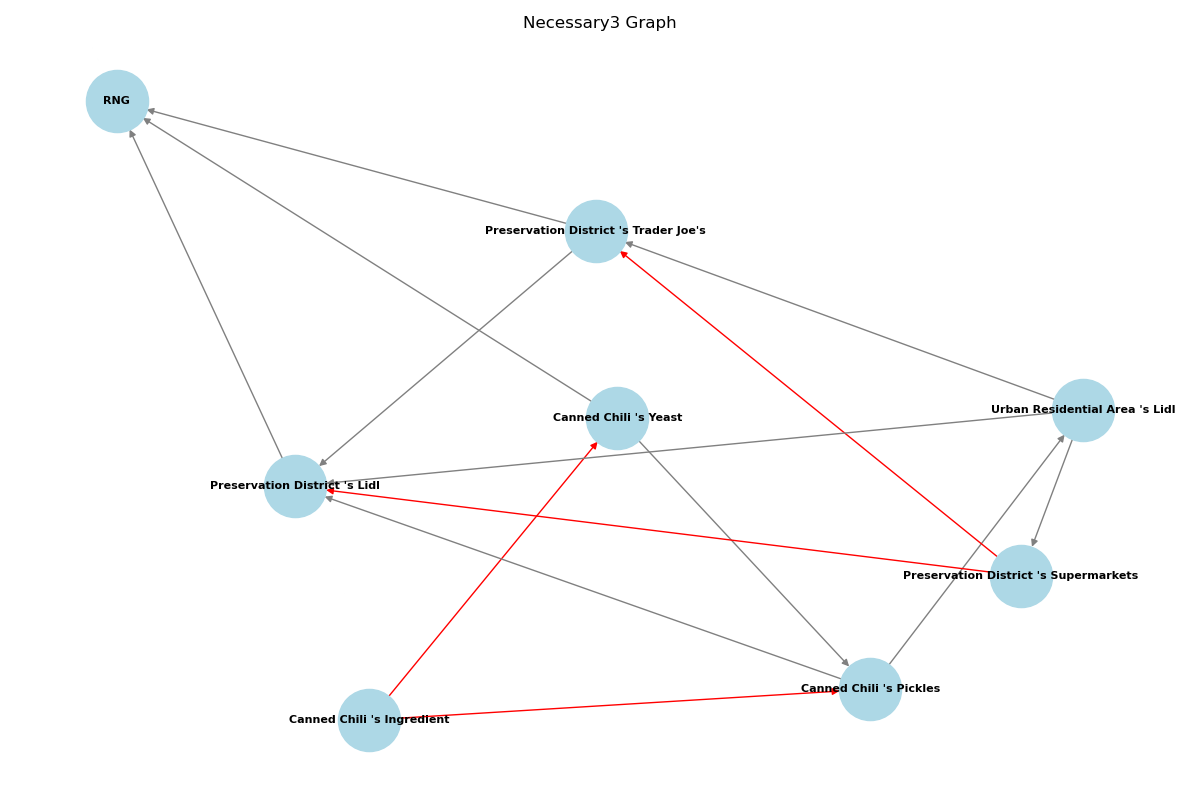 Necessary3 Graph
RNG
Preservation District 's Trader Joe's
Urban Residential Area 's Lidl
Canned Chili 's Yeast
Preservation District 's Lidl
Preservation District 's Supermarkets
Canned Chili 's Pickles
Canned Chili 's Ingredient